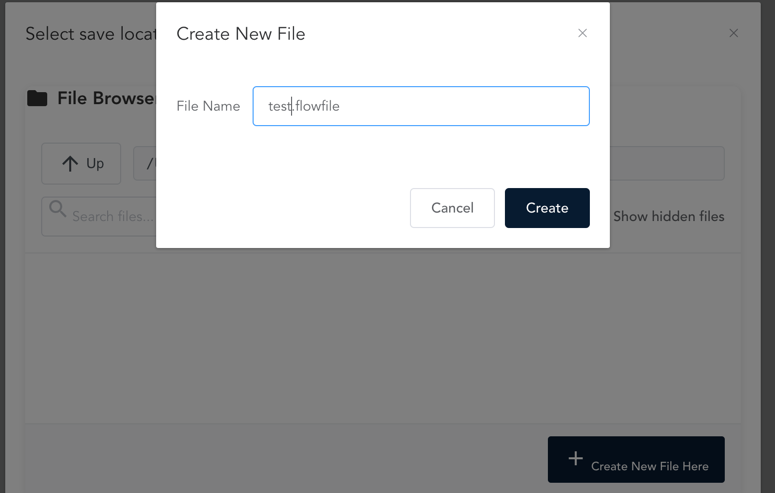 Select save locat
Create New File
File Browser
File Name
test.flowfile
Up
/
Search files...
Cancel
Create
Show hidden files
Create New File Here